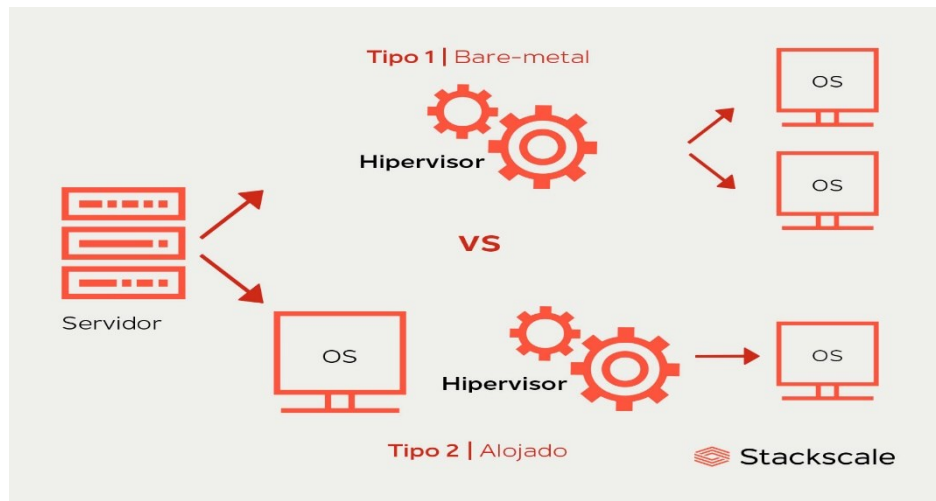 Tipo 1 | Bare-metal
OS
Hipervisor
OS
vs
Servidor
OS
Hipervisor
OS
Tipo 2 | Alojado
Stackscale